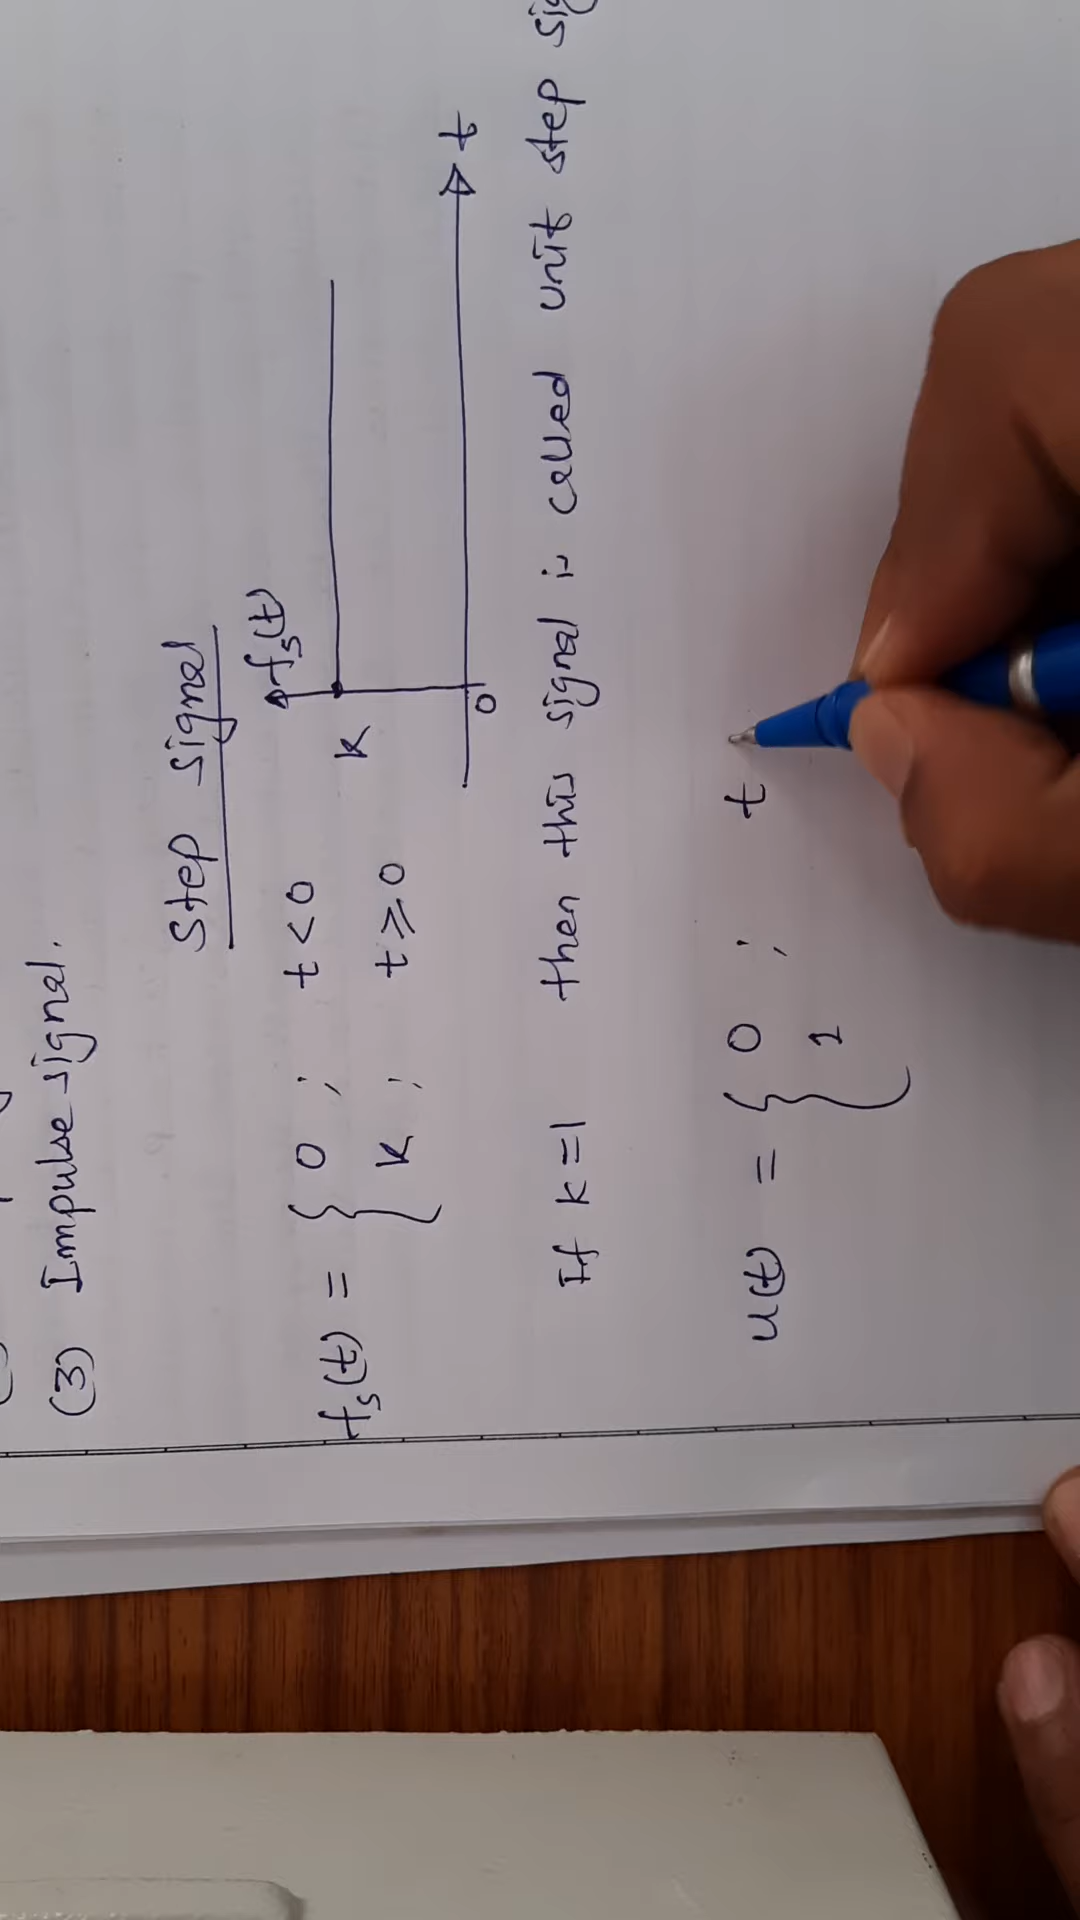 (3) Impulse signal.
Step signal
fs(t) = { 0 ; t < 0
K ; t ≥ 0
fs(t)
K
0
t
If k=1 then this signal is called unit step
u(t) = { 0 ; t
1